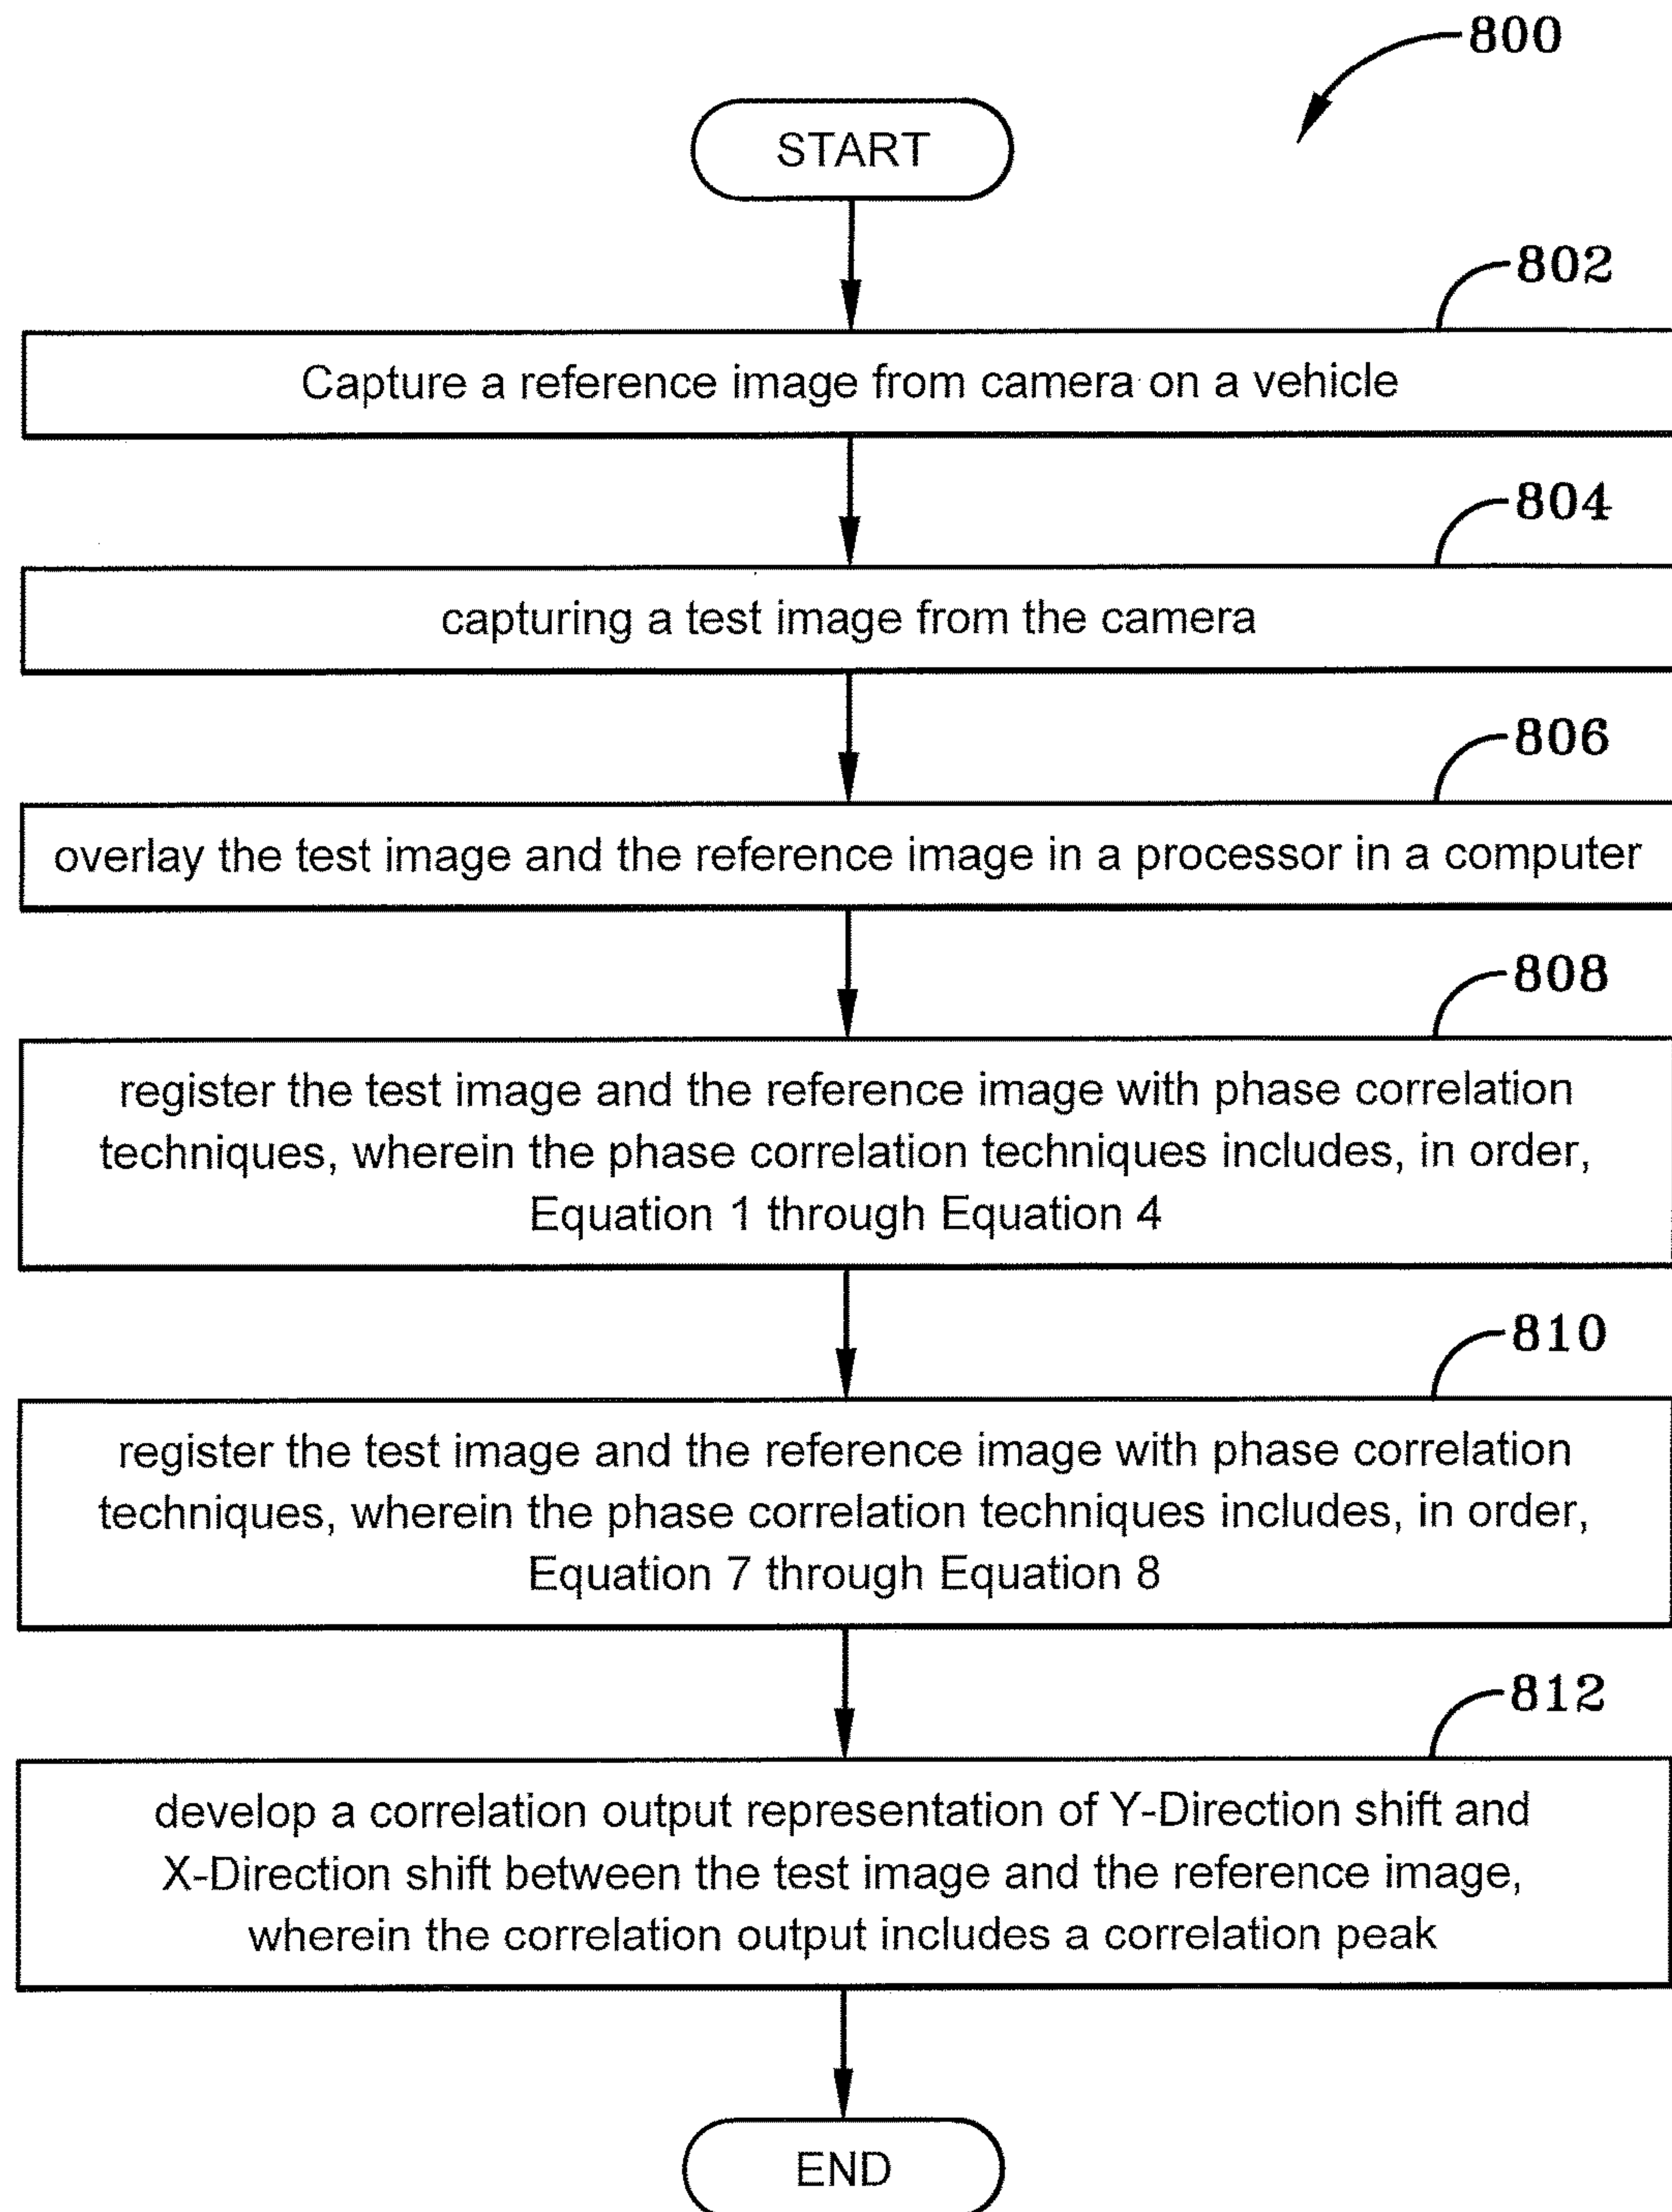 800
START
802
Capture a reference image from camera on a vehicle
804
capturing a test image from the camera
806
overlay the test image and the reference image in a processor in a computer
808
register the test image and the reference image with phase correlation
techniques, wherein the phase correlation techniques includes, in order,
Equation 1 through Equation 4
810
register the test image and the reference image with phase correlation
techniques, wherein the phase correlation techniques includes, in order,
Equation 7 through Equation 8
812
develop a correlation output representation of Y-Direction shift and
X-Direction shift between the test image and the reference image,
wherein the correlation output includes a correlation peak
END